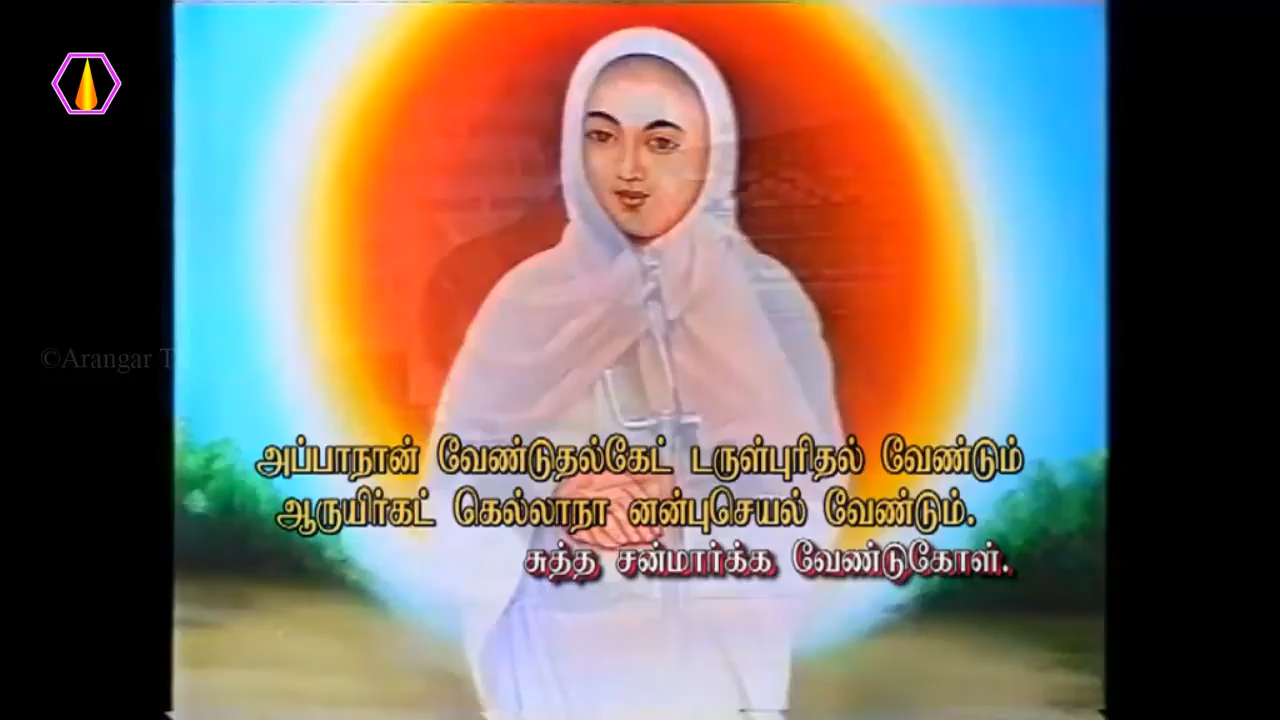 ©Arangar T
அப்பாநான் வேண்டுதல்கேட் டருள்புரிதல் வேண்டும்
ஆருயிர்கட் கெல்லாநா னன்புசெயல் வேண்டும்.
சுத்த சன்மார்க்க வேண்டுகோள்.